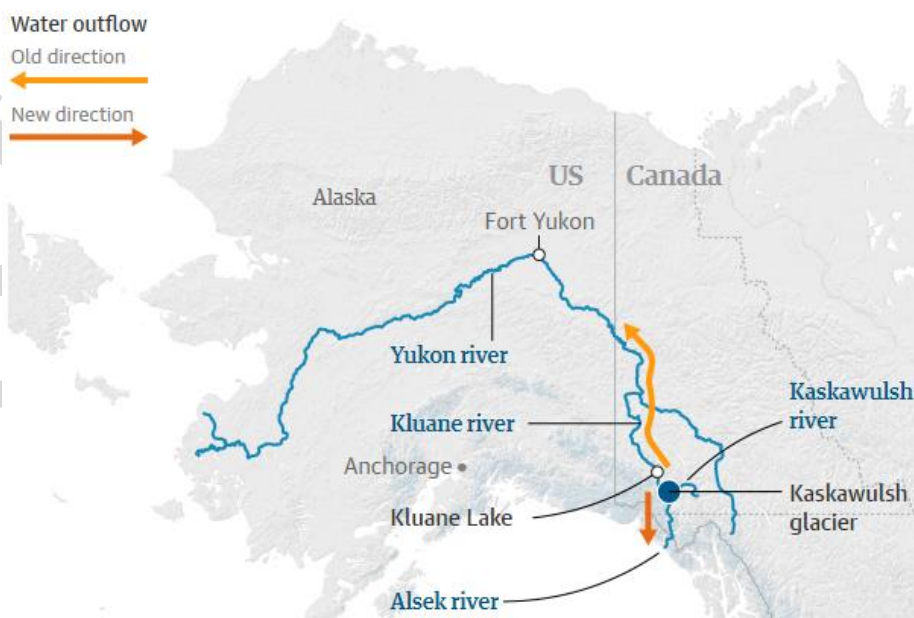 Water outflow
Old direction
New direction
US
Canada
Alaska
Fort Yukon
Yukon river
Kaskawulsh
river
Kluane river
Anchorage
Kluane Lake
Kaskawulsh
glacier
Alsek river